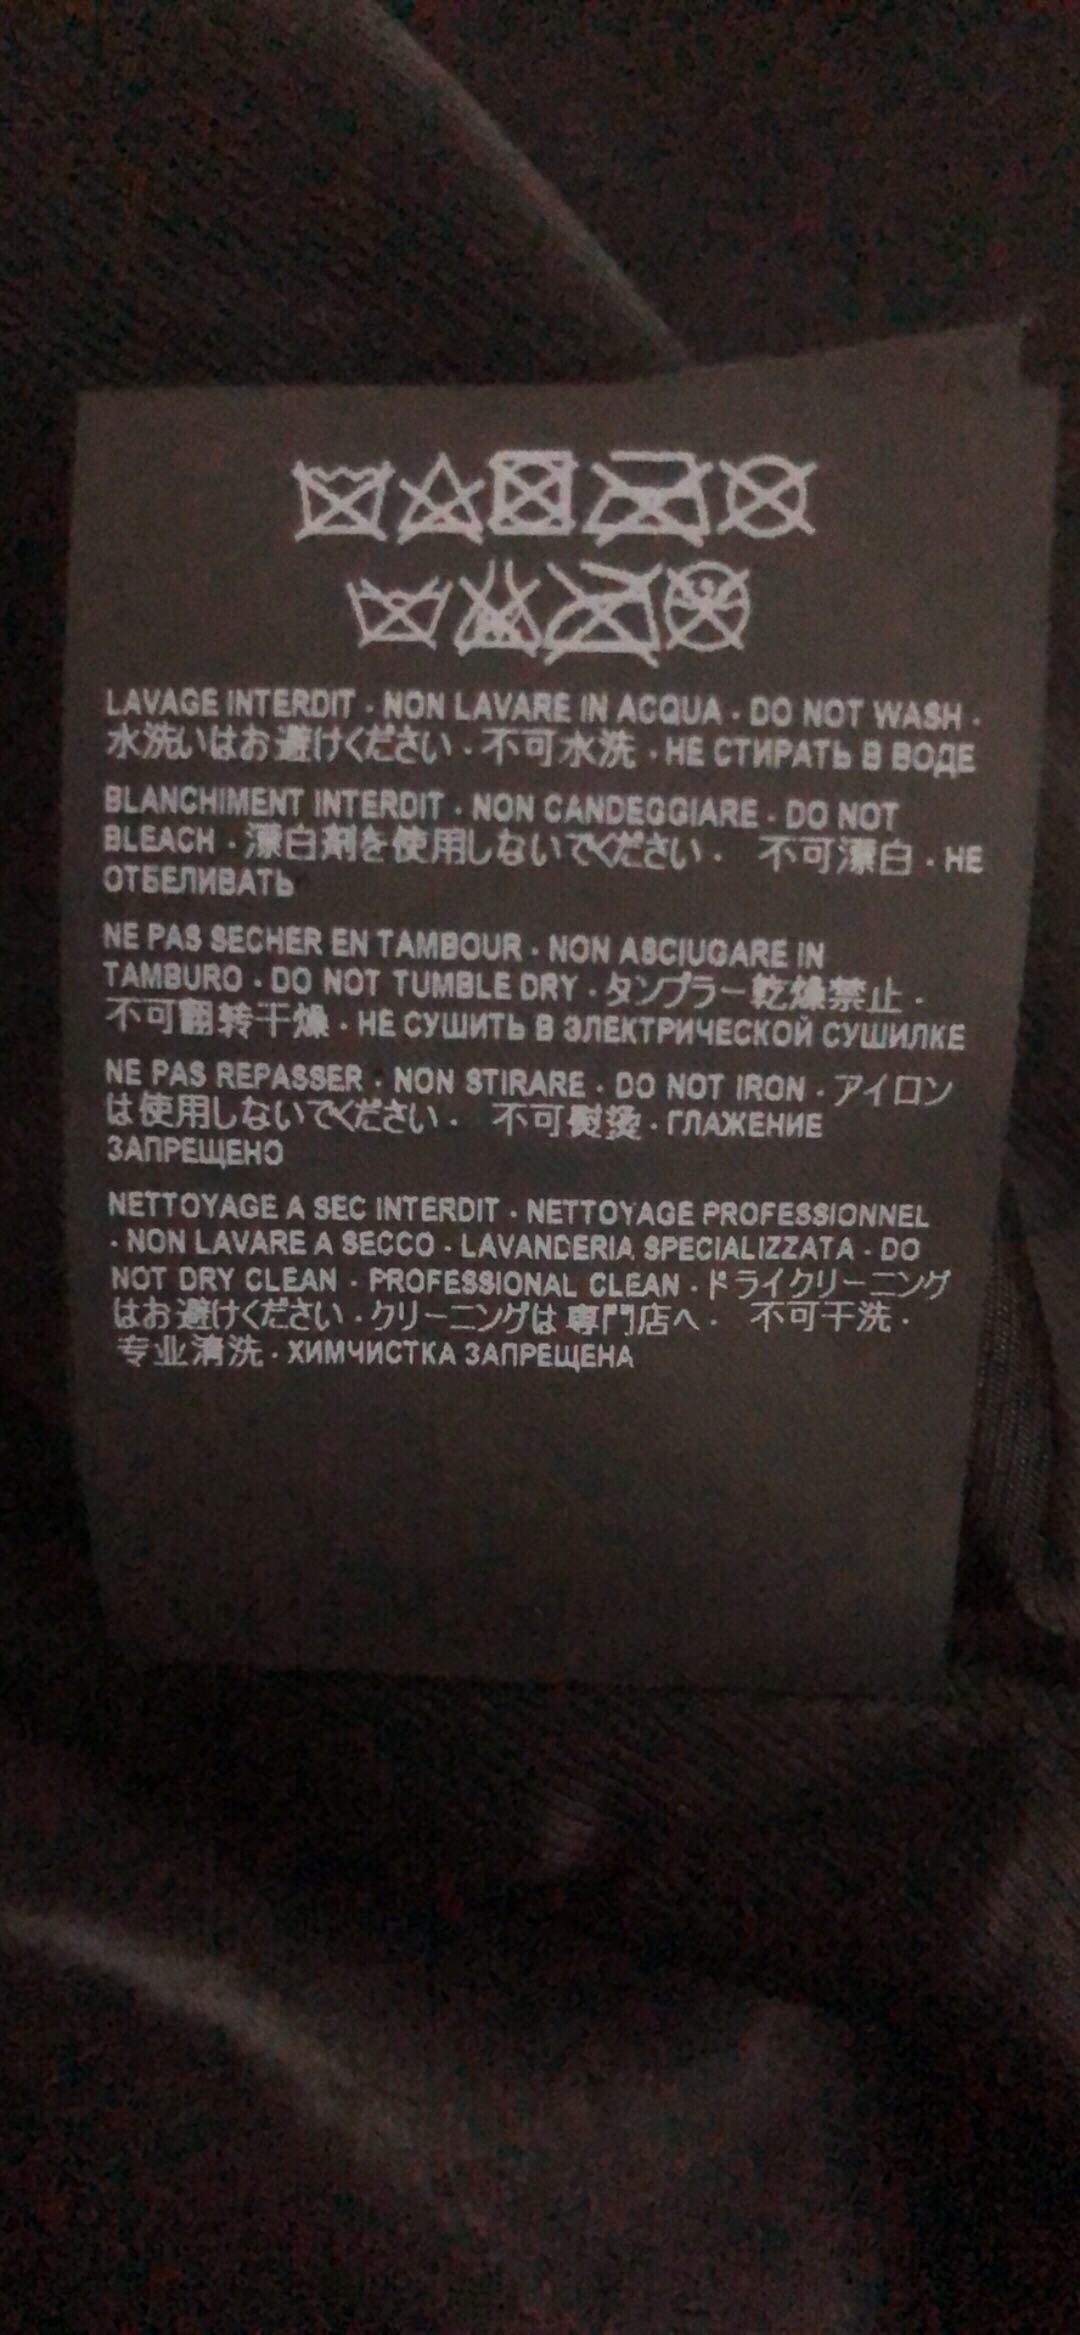 LAVAGE INTERDIT · NON LAVARE IN ACQUA · DO NOT WASH ·
水洗いはお避けください · 不可水洗 · НЕ СТИРАТЬ В ВОДЕ
BLANCHIMENT INTERDIT · NON CANDEGGIARE · DO NOT
BLEACH · 漂白剤を使用しないでください · 不可漂白 · НЕ
ОТБЕЛИВАТЬ
NE PAS SECHER EN TAMBOUR · NON ASCIUGARE IN
TAMBURO · DO NOT TUMBLE DRY · タンブラー乾燥禁止 ·
不可翻转干燥 · НЕ СУШИТЬ В ЭЛЕКТРИЧЕСКОЙ СУШИЛКЕ
NE PAS REPASSER · NON STIRARE · DO NOT IRON · アイロン
は使用しないでください · 不可熨烫 · ГЛАЖЕНИЕ
ЗАПРЕЩЕНО
NETTOYAGE A SEC INTERDIT · NETTOYAGE PROFESSIONNEL
· NON LAVARE A SECCO · LAVANDERIA SPECIALIZZATA · DO
NOT DRY CLEAN · PROFESSIONAL CLEAN · ドライクリーニング
はお避けください · クリーニングは専門店へ · 不可干洗 ·
专业清洗 · ХИМЧИСТКА ЗАПРЕЩЕНА